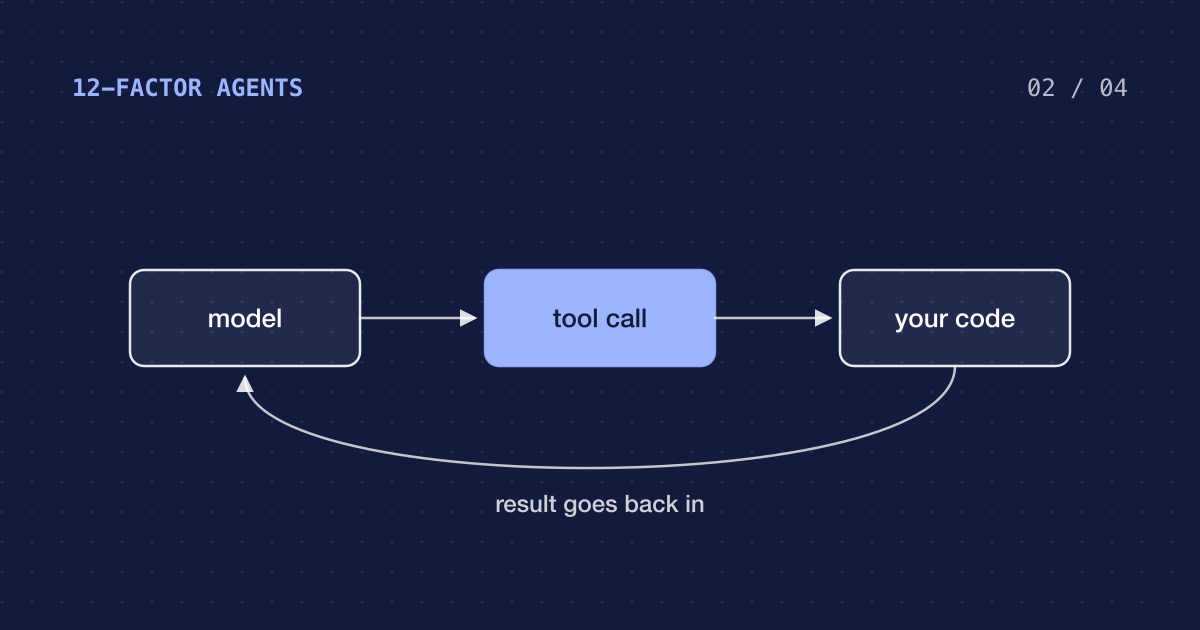 12–FACTOR AGENTS
02 / 04
model
tool call
your code
result goes back in